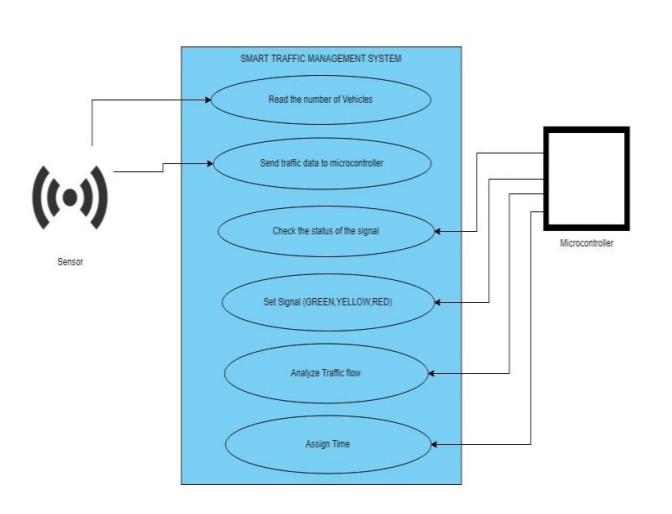 SMART TRAFFIC MANAGEMENT SYSTEM
Read the number of Vehicles
Send traffic data to microcontroller
Check the status of the signal
Set Signal (GREEN,YELLOW,RED)
Analyze Traffic flow
Assign Time
Sensor
Microcontroller